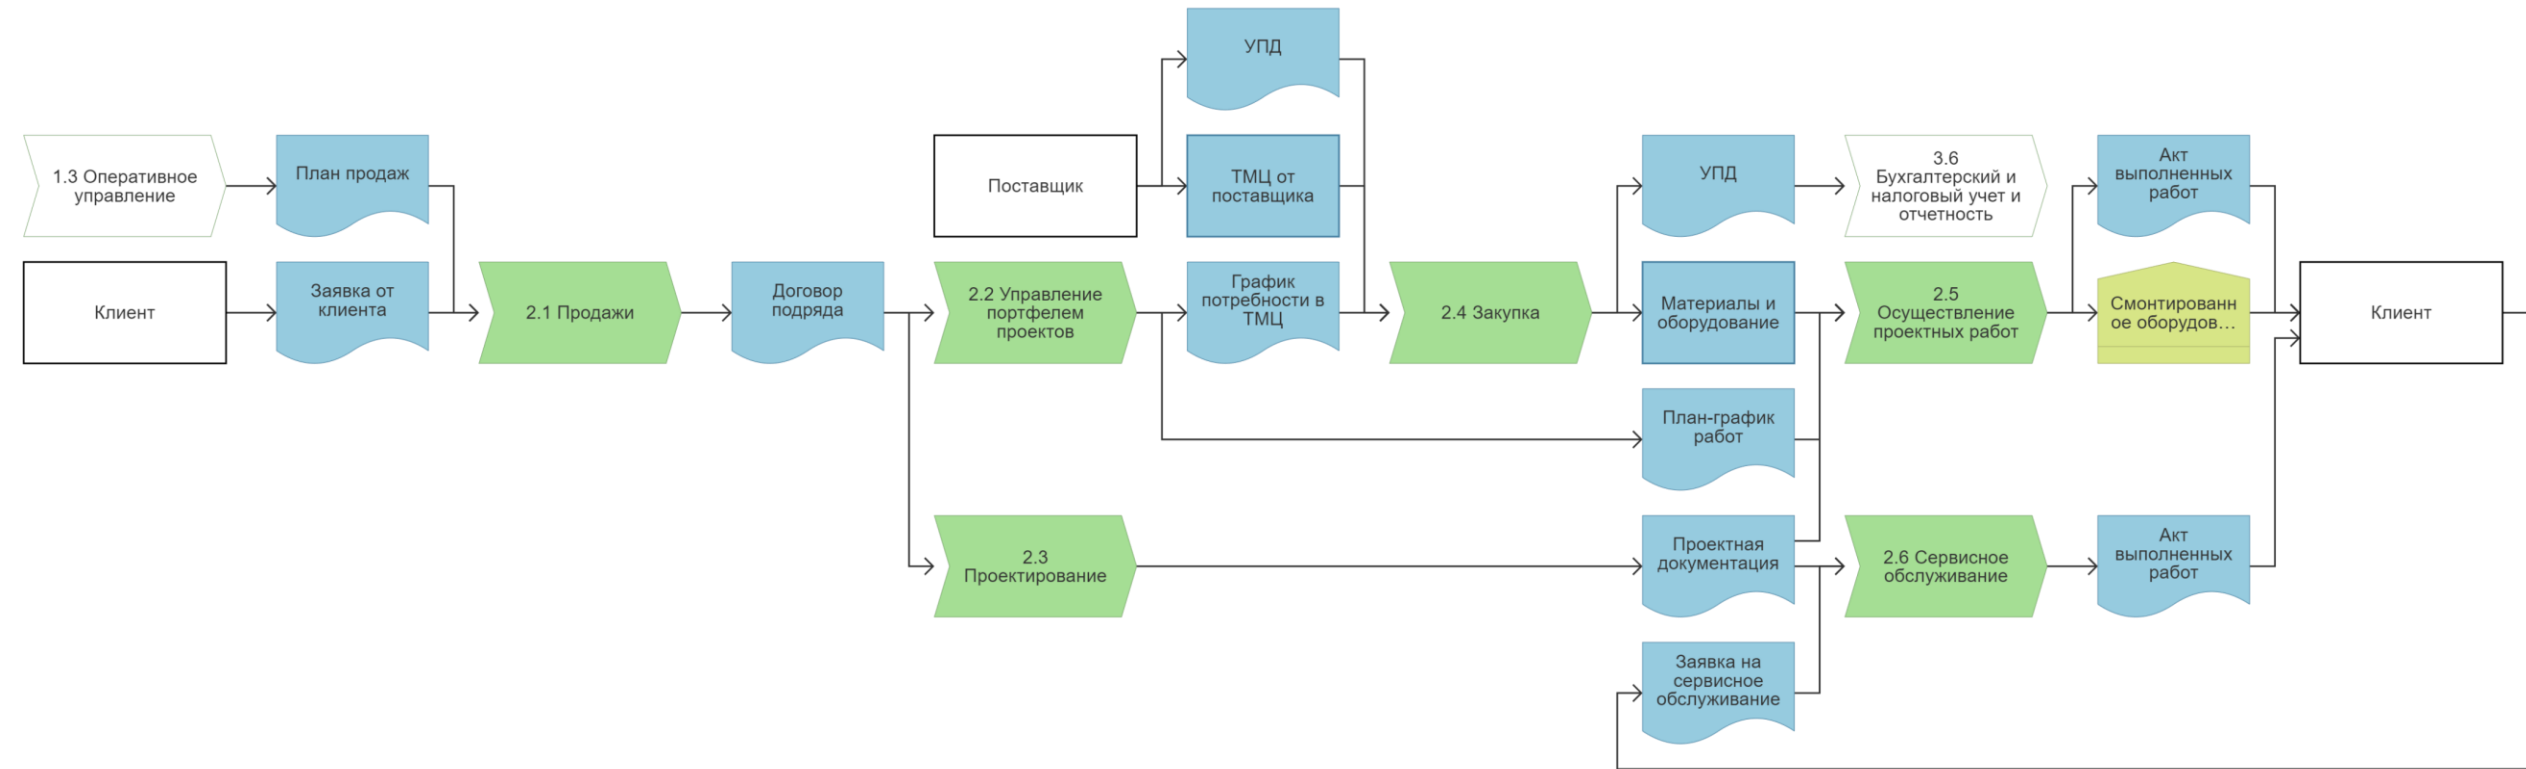 УПД
1.3 Оперативное
управление
План продаж
Поставщик
ТМЦ от
поставщика
УПД
3.6
Бухгалтерский и
налоговый учет и
отчетность
Акт
выполненных
работ
Клиент
Заявка от
клиента
2.1 Продажи
Договор
подряда
2.2 Управление
портфелем
проектов
График
потребности в
ТМЦ
2.4 Закупка
Материалы и
оборудование
2.5
Осуществление
проектных работ
Смонтированн
ое оборудов…
Клиент
План-график
работ
2.3
Проектирование
Проектная
документация
2.6 Сервисное
обслуживание
Акт
выполненных
работ
Заявка на
сервисное
обслуживание